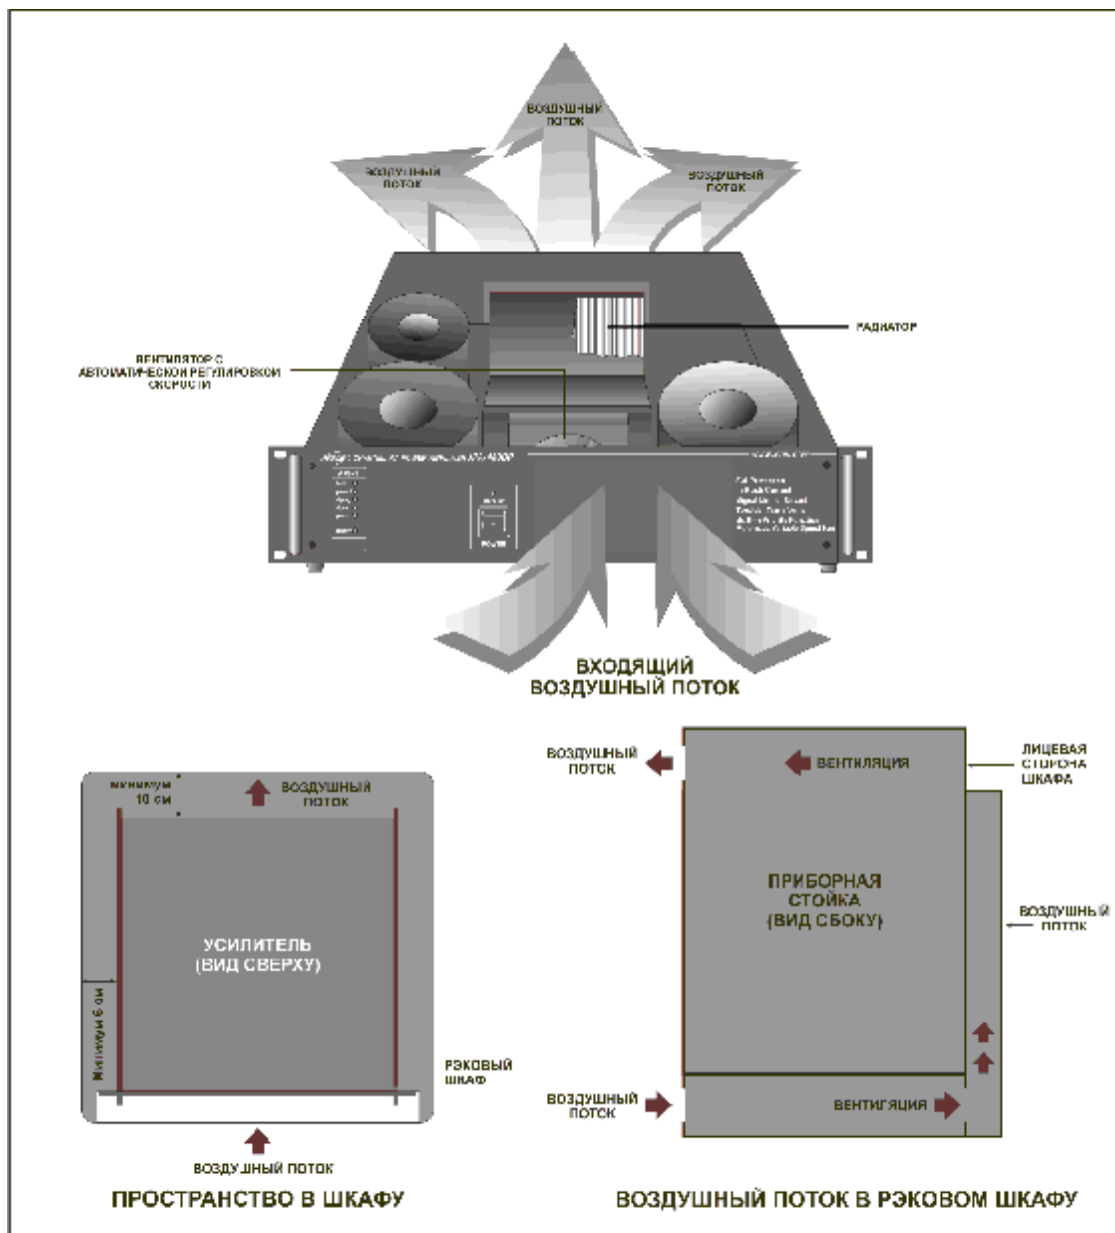 ВОЗДУШНЫЙ
ПОТОК
ВОЗДУШНЫЙ
ПОТОК
ВОЗДУШНЫЙ
ПОТОК
РАДИАТОР
ВЕНТИЛЯТОР С
АВТОМАТИЧЕСКОЙ РЕГУЛИРОВКОЙ
СКОРОСТИ
POWER
ВХОДЯЩИЙ
ВОЗДУШНЫЙ ПОТОК
минимум
10 см
ВОЗДУШНЫЙ
ПОТОК
УСИЛИТЕЛЬ
(ВИД СВЕРХУ)
Минимум 6 см
РЭКОВЫЙ
ШКАФ
ВОЗДУШНЫЙ ПОТОК
ПРОСТРАНСТВО В ШКАФУ
ВОЗДУШНЫЙ
ПОТОК
ВЕНТИЛЯЦИЯ
ЛИЦЕВАЯ
СТОРОНА
ШКАФА
ПРИБОРНАЯ
СТОЙКА
(ВИД СБОКУ)
ВОЗДУШНЫЙ
ПОТОК
ВОЗДУШНЫЙ
ПОТОК
ВЕНТИЛЯЦИЯ
ВОЗДУШНЫЙ ПОТОК В РЭКОВОМ ШКАФУ